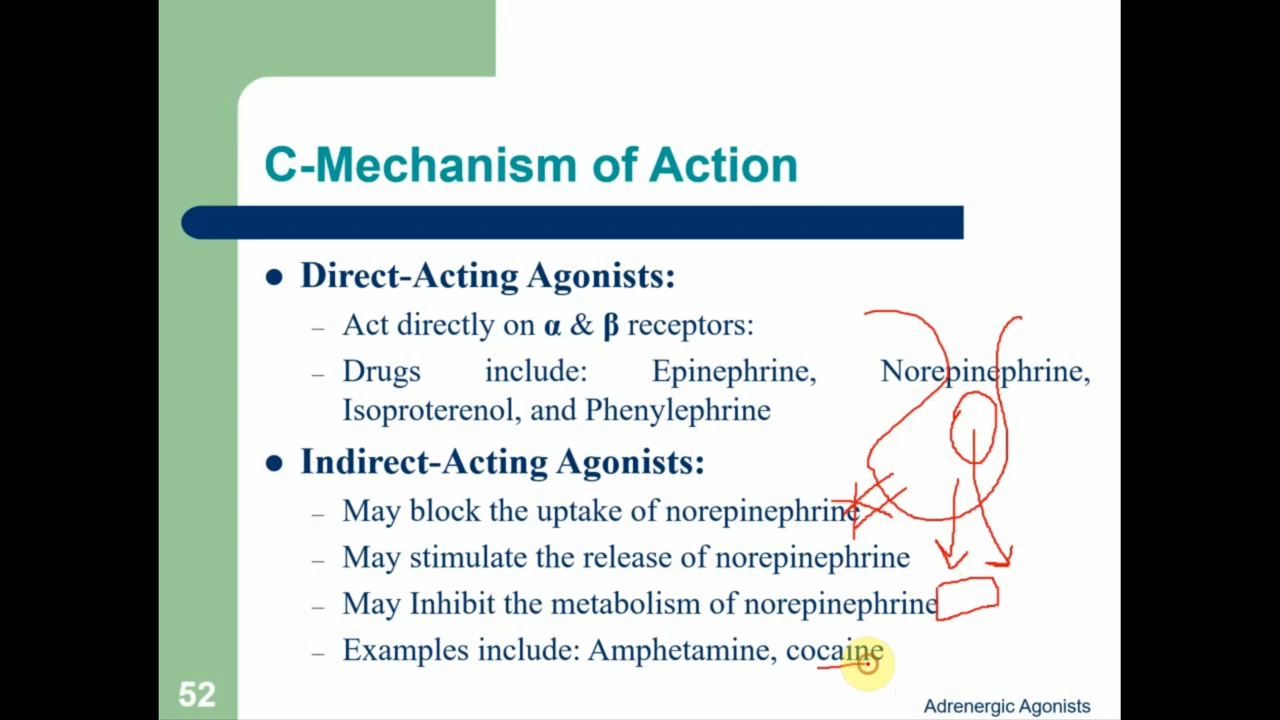 C-Mechanism of Action
● Direct-Acting Agonists:
– Act directly on α & β receptors:
– Drugs include: Epinephrine, Norepinephrine,
Isoproterenol, and Phenylephrine
● Indirect-Acting Agonists:
– May block the uptake of norepinephrine
– May stimulate the release of norepinephrine
– May Inhibit the metabolism of norepinephrine
– Examples include: Amphetamine, cocaine
52
Adrenergic Agonists